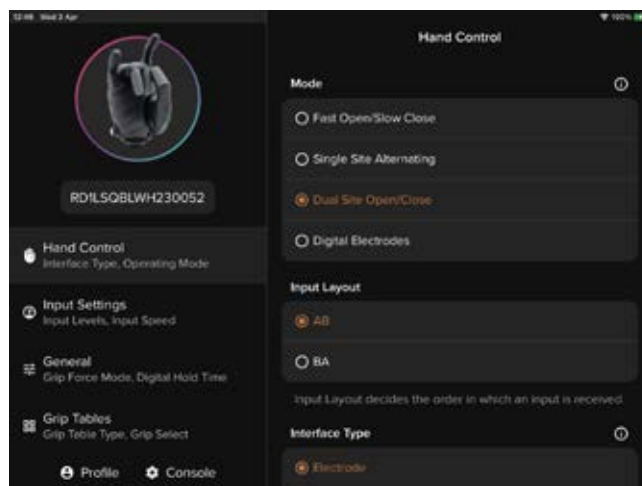 12:46 Wed 3 Apr
100%
RD1LSQBLWH230052
Hand Control
Interface Type, Operating Mode
Input Settings
Input Levels, Input Speed
General
Grip Force Mode, Digital Hold Time
Grip Tables
Grip Table Type, Grip Select
Profile
Console
Hand Control
Mode
Fast Open/Slow Close
Single Site Alternating
Dual Site Open/Close
Digital Electrodes
Input Layout
AB
BA
Input Layout decides the order in which an input is received.
Interface Type
Electrode